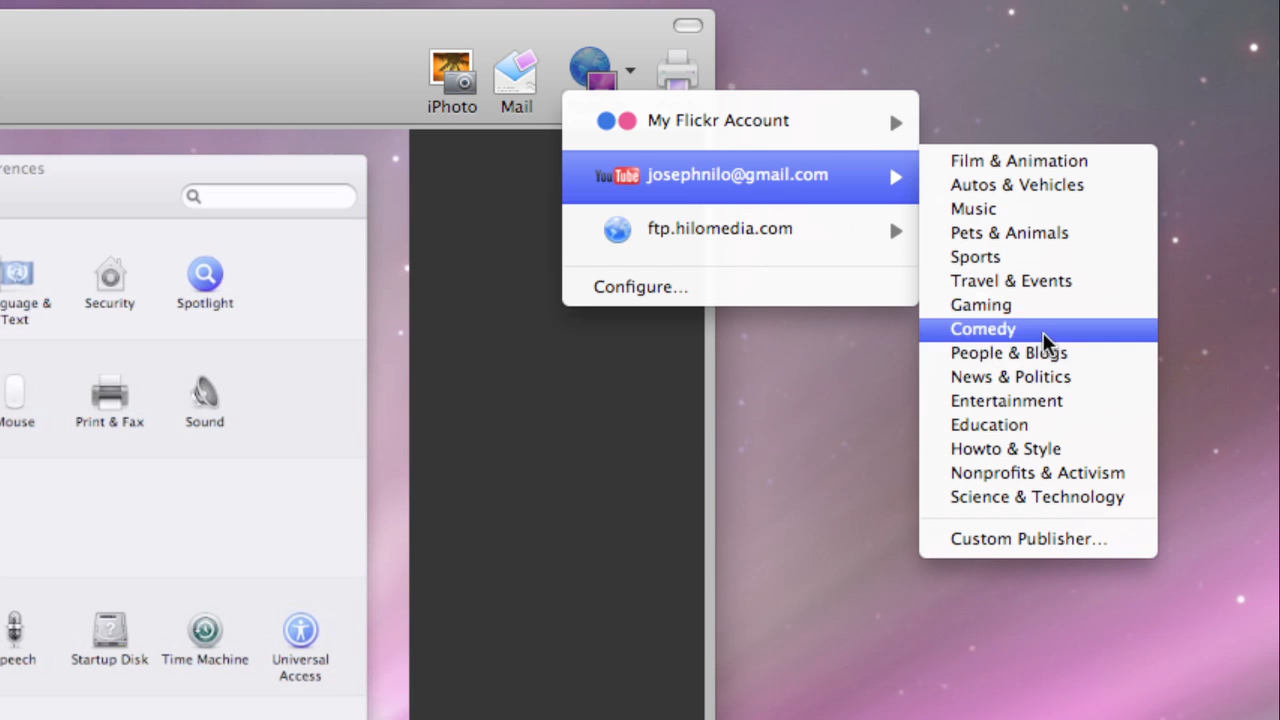 iPhoto
Mail
My Flickr Account
YouTube josephnilo@gmail.com
ftp.hilomedia.com
Configure...
Film & Animation
Autos & Vehicles
Music
Pets & Animals
Sports
Travel & Events
Gaming
Comedy
People & Blogs
News & Politics
Entertainment
Education
Howto & Style
Nonprofits & Activism
Science & Technology
Custom Publisher...
rences
guage &
Text
Security
Spotlight
Mouse
Print & Fax
Sound
peech
Startup Disk
Time Machine
Universal
Access